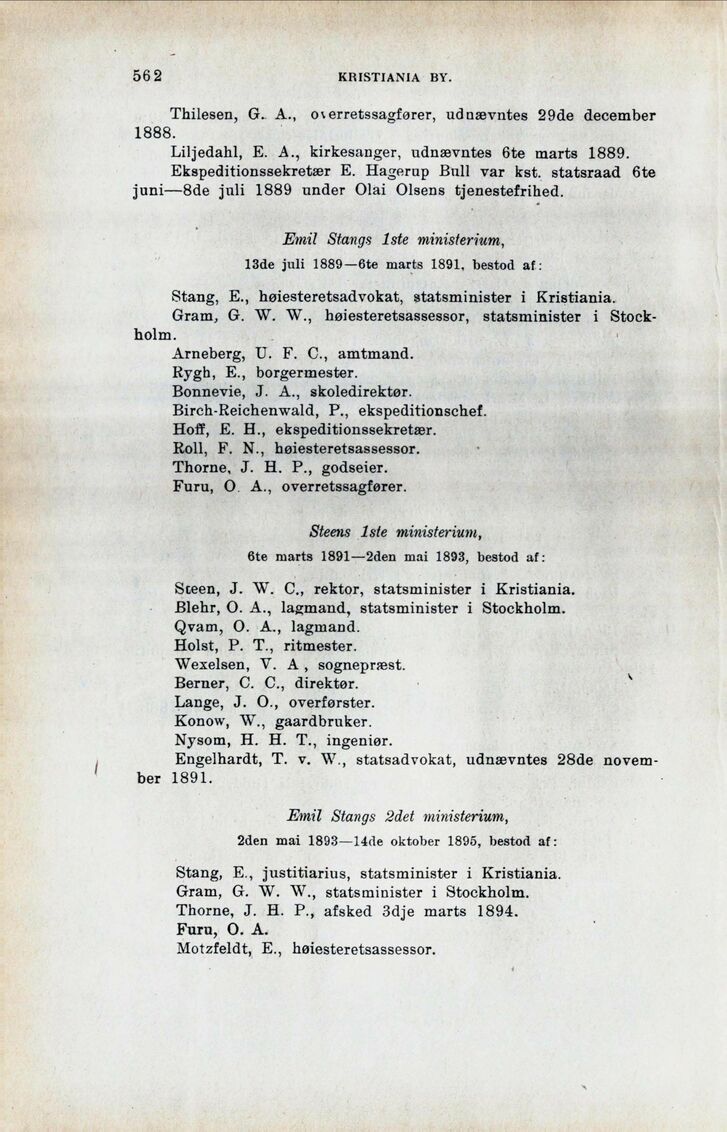 562 KRISTIANIA BY.
Thilesen, G. A., overretssagfører, udnævntes 29de december
1888.
Liljedahl, E. A., kirkesanger, udnævntes 6te marts 1889.
Ekspeditionssekretær E. Hagerup Bull var kst. statsraad 6te
juni—8de juli 1889 under Olai Olsens tjenestefrihed.
Emil Stangs 1ste ministerium,
13de juli 1889—6te marts 1891, bestod af:
Stang, E., høiesteretsadvokat, statsminister i Kristiania.
Gram, G. W. W., høiesteretsassessor, statsminister i Stock-
holm.
Arneberg, U. F. C., amtmand.
Rygh, E., borgermester.
Bonnevie, J. A., skoledirektør.
Birch-Reichenwald, P., ekspeditionschef.
Hoff, E. H., ekspeditionssekretær.
Roll, F. N., høiesteretsassessor.
Thorne, J. H. P., godseier.
Furu, O. A., overretssagfører.
Steens 1ste ministerium,
6te marts 1891—2den mai 1893, bestod af:
Steen, J. W. C., rektor, statsminister i Kristiania.
Blehr, O. A., lagmand, statsminister i Stockholm.
Qvam, O. A., lagmand.
Holst, P. T., ritmester.
Wexelsen, V. A , sognepræst.
Berner, C. C., direktør.
Lange, J. O., overførster.
Konow, W., gaardbruker.
Nysom, H. H. T., ingeniør.
Engelhardt, T. v. W., statsadvokat, udnævntes 28de novem-
ber 1891.
Emil Stangs 2det ministerium,
2den mai 1893—14de oktober 1895, bestod af:
Stang, E., justitiarius, statsminister i Kristiania.
Gram, G. W. W., statsminister i Stockholm.
Thorne, J. H. P., afsked 3dje marts 1894.
Furu, O. A.
Motzfeldt, E., høiesteretsassessor.